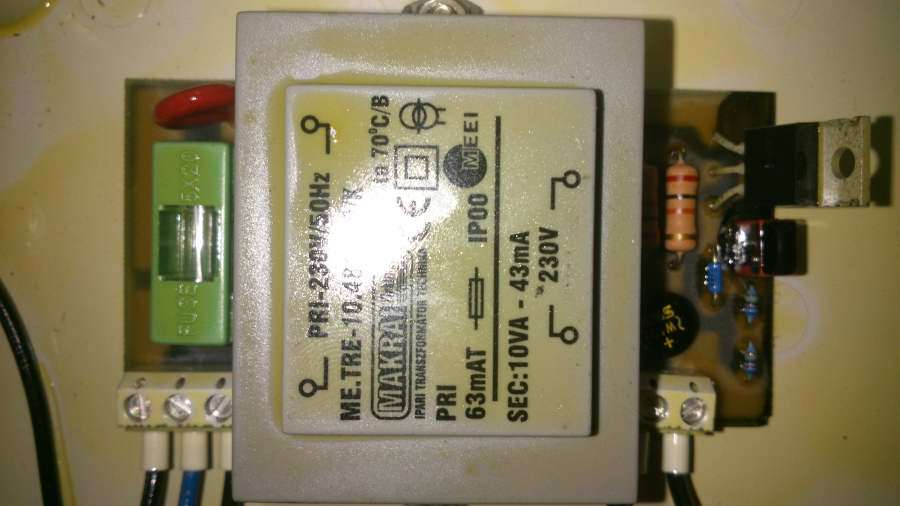 PRI-230V/50Hz
ME.TRE-10.48
ta 70°C/B
MAKRAI
IPARI TRANSZFORMÁTOR TECHNIKA
PRI
63mAT
IP00
MEEI
SEC:10VA - 43mA
230V
FUSE 5X20